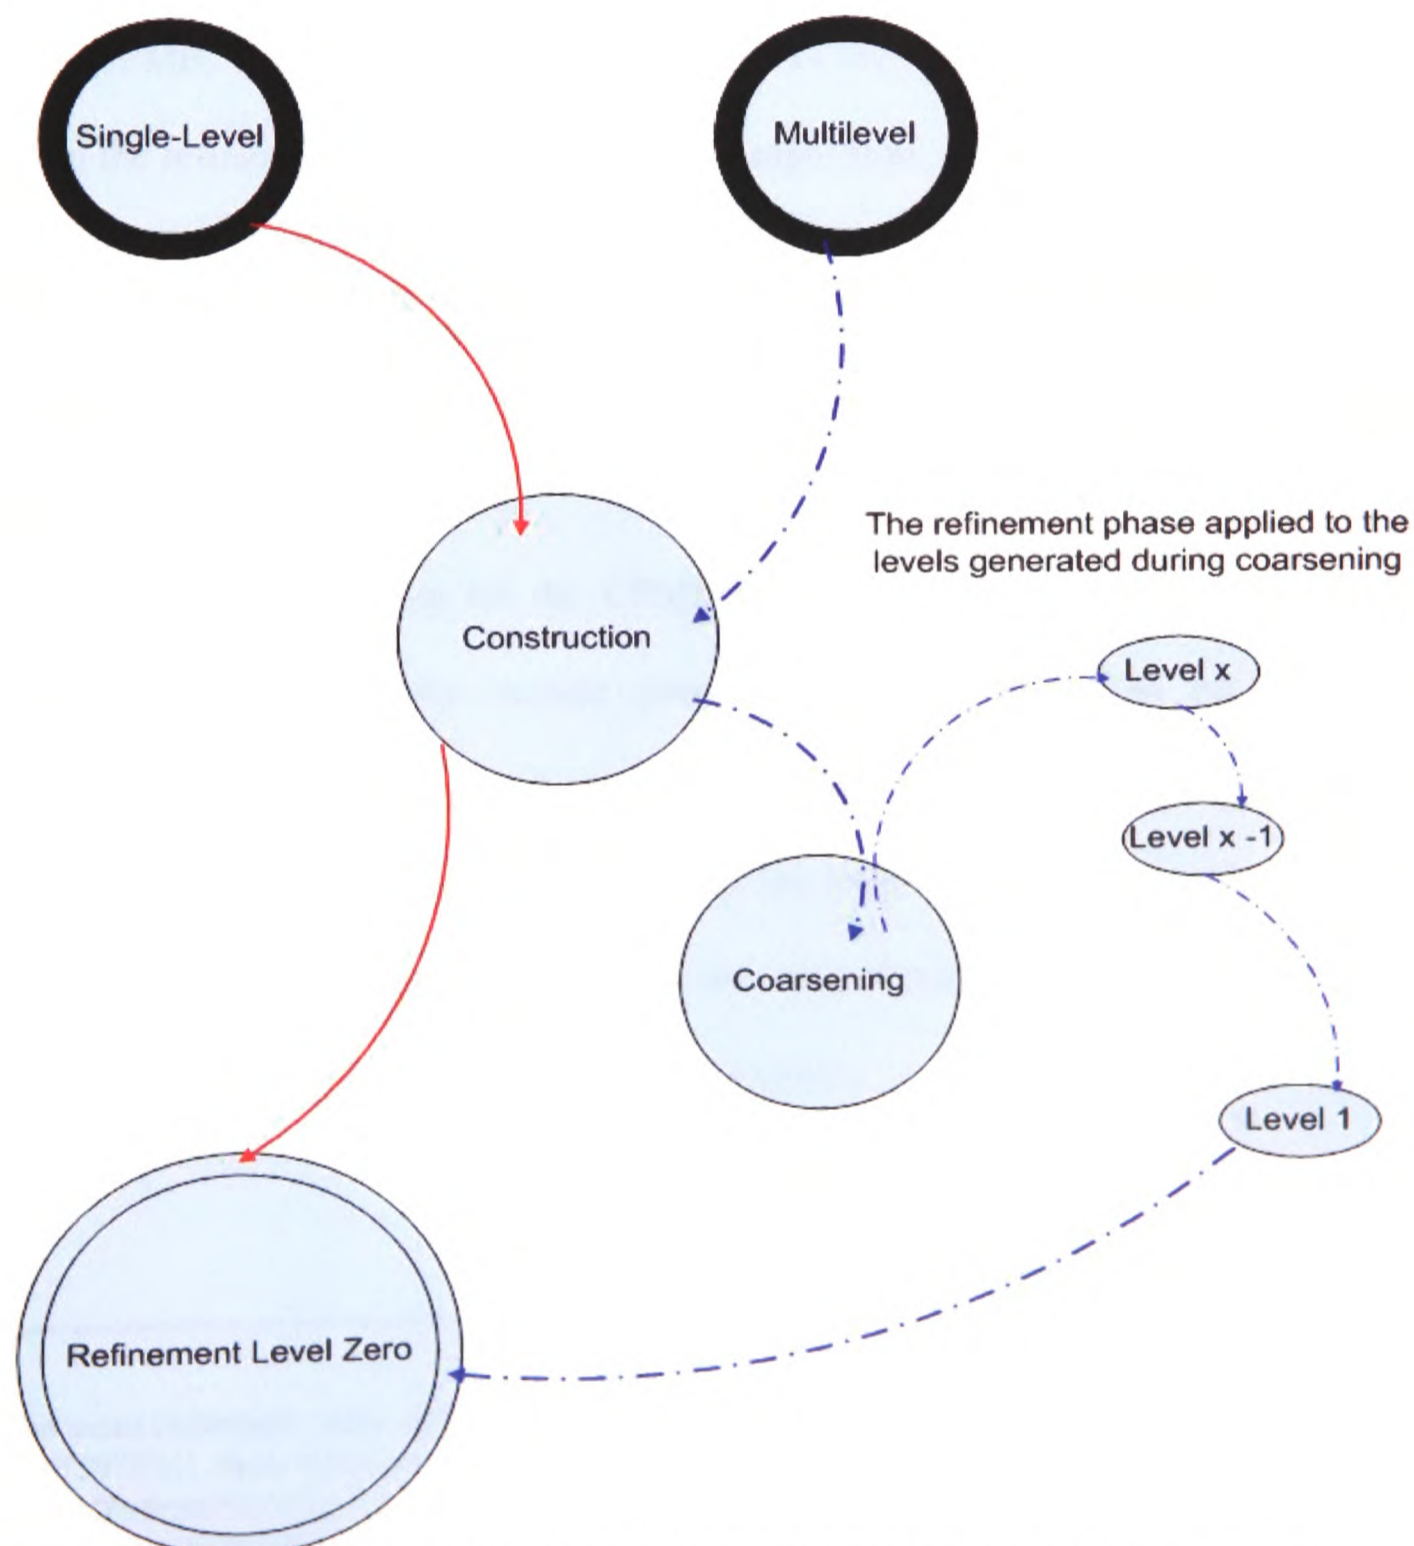 Single-Level
Multilevel
The refinement phase applied to the
levels generated during coarsening
Construction
Level x
Level x -1
Coarsening
Level 1
Refinement Level Zero